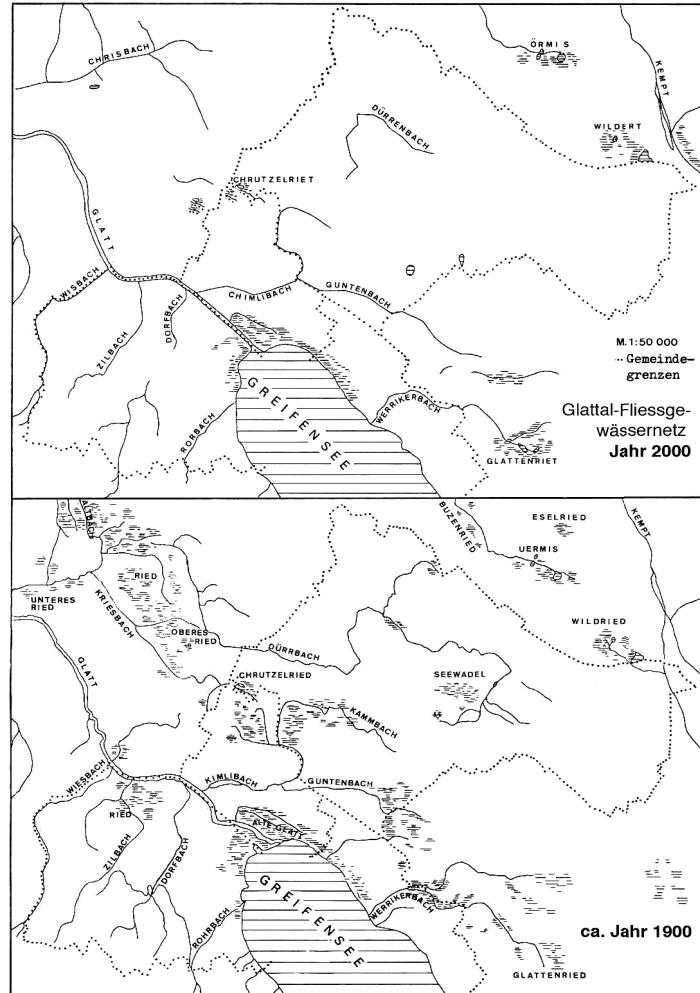 ÖRMIS
CHRISBACH
KEMPT
DÜRRENBACH
WILDERT
CHRUTZELRIET
GLATT
WISBACH
CHIMLIBACH
GUNTENBACH
DORFBACH
ZILBACH
M. 1:50 000
... Gemeinde-
grenzen
GREIFENSEE
WERRIKERBACH
RORBACH
Glattal-Fliessge-
wässernetz
Jahr 2000
GLATTENRIET
ALTBACH
BUZENRIED
ESELRIED
KEMPT
UERMIS
RIED
UNTERES
RIED
KRIESBACH
OBERES
RIED
WILDRIED
DÜRRBACH
GLATT
CHRUTZELRIED
SEEWADEL
KAMMBACH
WIESBACH
KIMLIBACH
GUNTENBACH
RIED
ALTE GLATT
ZILBACH
DORFBACH
GREIFENSEE
WERRIKERBACH
ROHRBACH
ca. Jahr 1900
GLATTENRIED